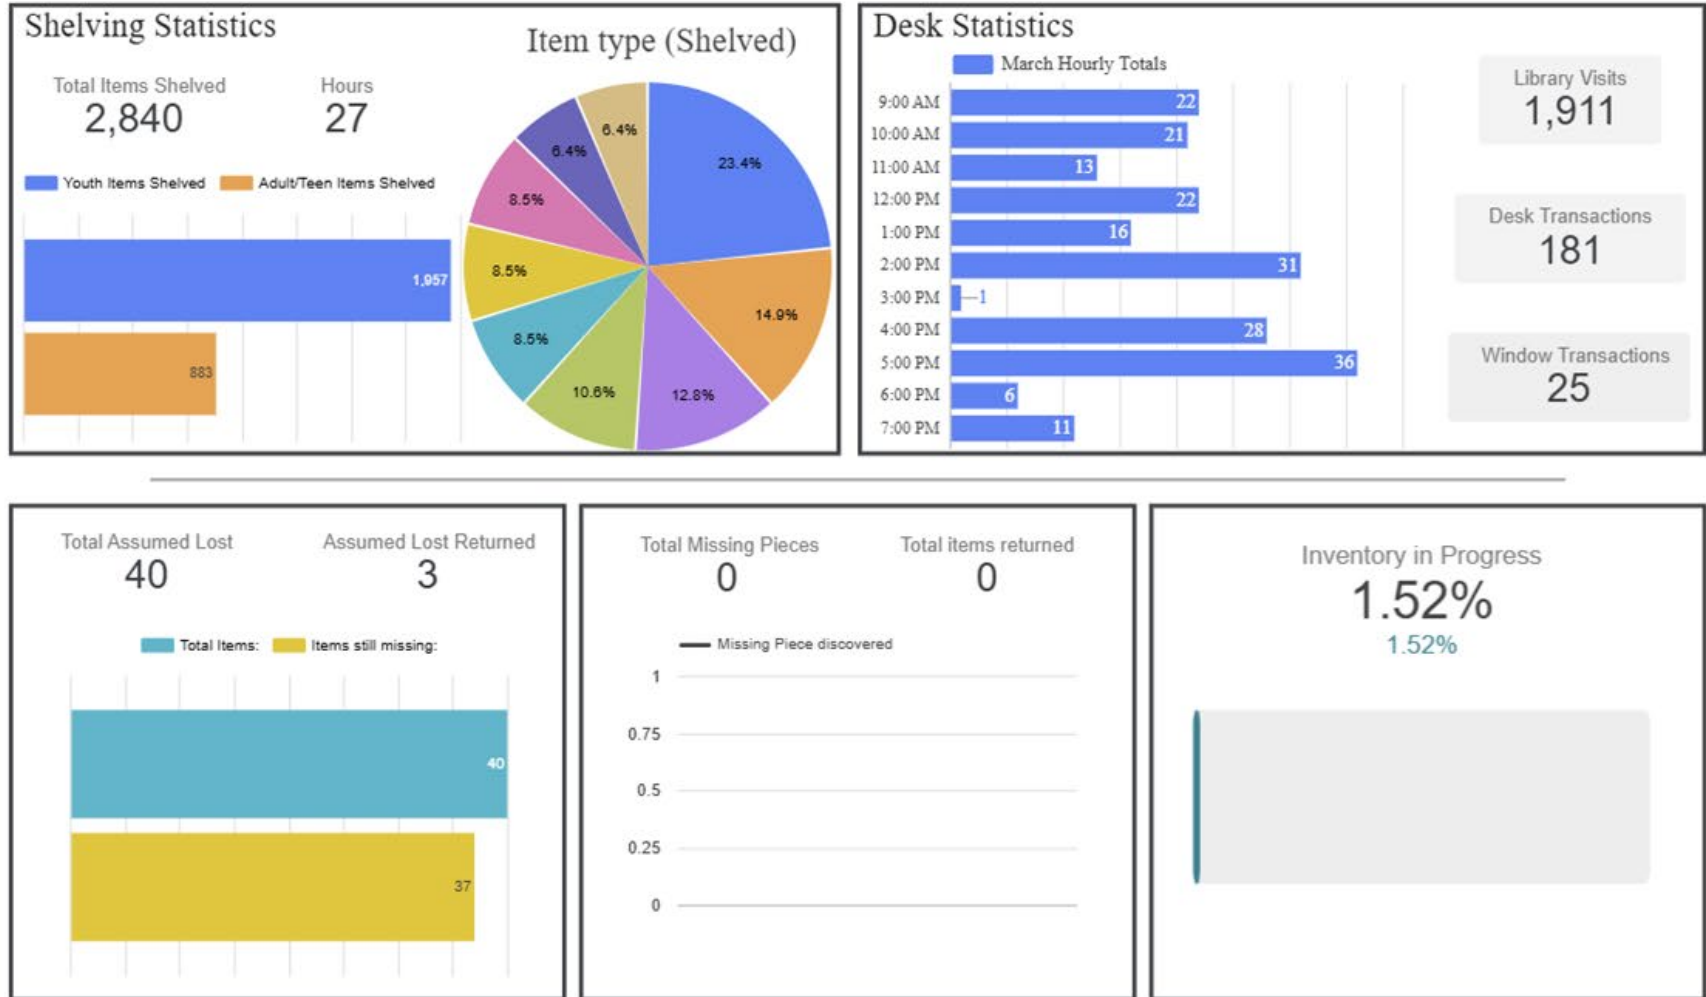 Shelving Statistics
Item type (Shelved)
Total Items Shelved
2,840
Hours
27
Youth Items Shelved
Adult/Teen Items Shelved
1,957
883
23.4%
14.9%
12.8%
10.6%
8.5%
8.5%
8.5%
6.4%
6.4%
Desk Statistics
March Hourly Totals
9:00 AM 22
10:00 AM 21
11:00 AM 13
12:00 PM 22
1:00 PM 16
2:00 PM 31
3:00 PM 1
4:00 PM 28
5:00 PM 36
6:00 PM 6
7:00 PM 11
Library Visits
1,911
Desk Transactions
181
Window Transactions
25
Total Assumed Lost
40
Assumed Lost Returned
3
Total Items:
Items still missing:
40
37
Total Missing Pieces
0
Total items returned
0
Missing Piece discovered
1
0.75
0.5
0.25
0
Inventory in Progress
1.52%
1.52%